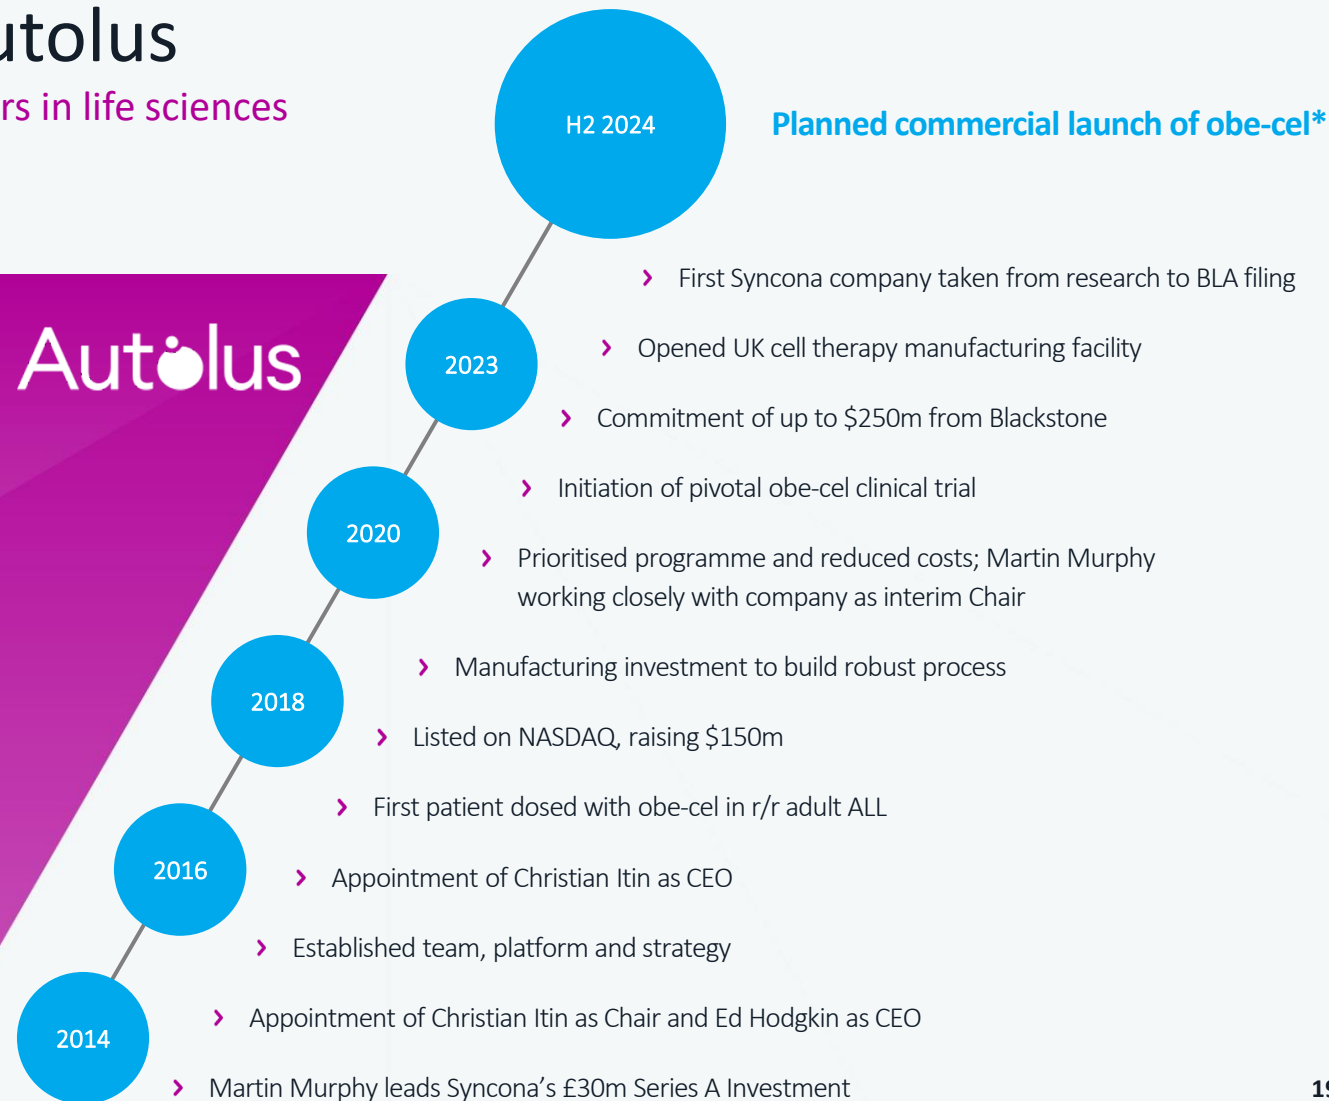 utolus
rs in life sciences
H2 2024
Planned commercial launch of obe-cel*
First Syncona company taken from research to BLA filing
Autolus
Opened UK cell therapy manufacturing facility
2023
Commitment of up to $250m from Blackstone
Initiation of pivotal obe-cel clinical trial
2020
Prioritised programme and reduced costs; Martin Murphy
working closely with company as interim Chair
Manufacturing investment to build robust process
2018
Listed on NASDAQ, raising $150m
First patient dosed with obe-cel in r/r adult ALL
2016
Appointment of Christian Itin as CEO
Established team, platform and strategy
Appointment of Christian Itin as Chair and Ed Hodgkin as CEO
2014
Martin Murphy leads Syncona’s £30m Series A Investment
19